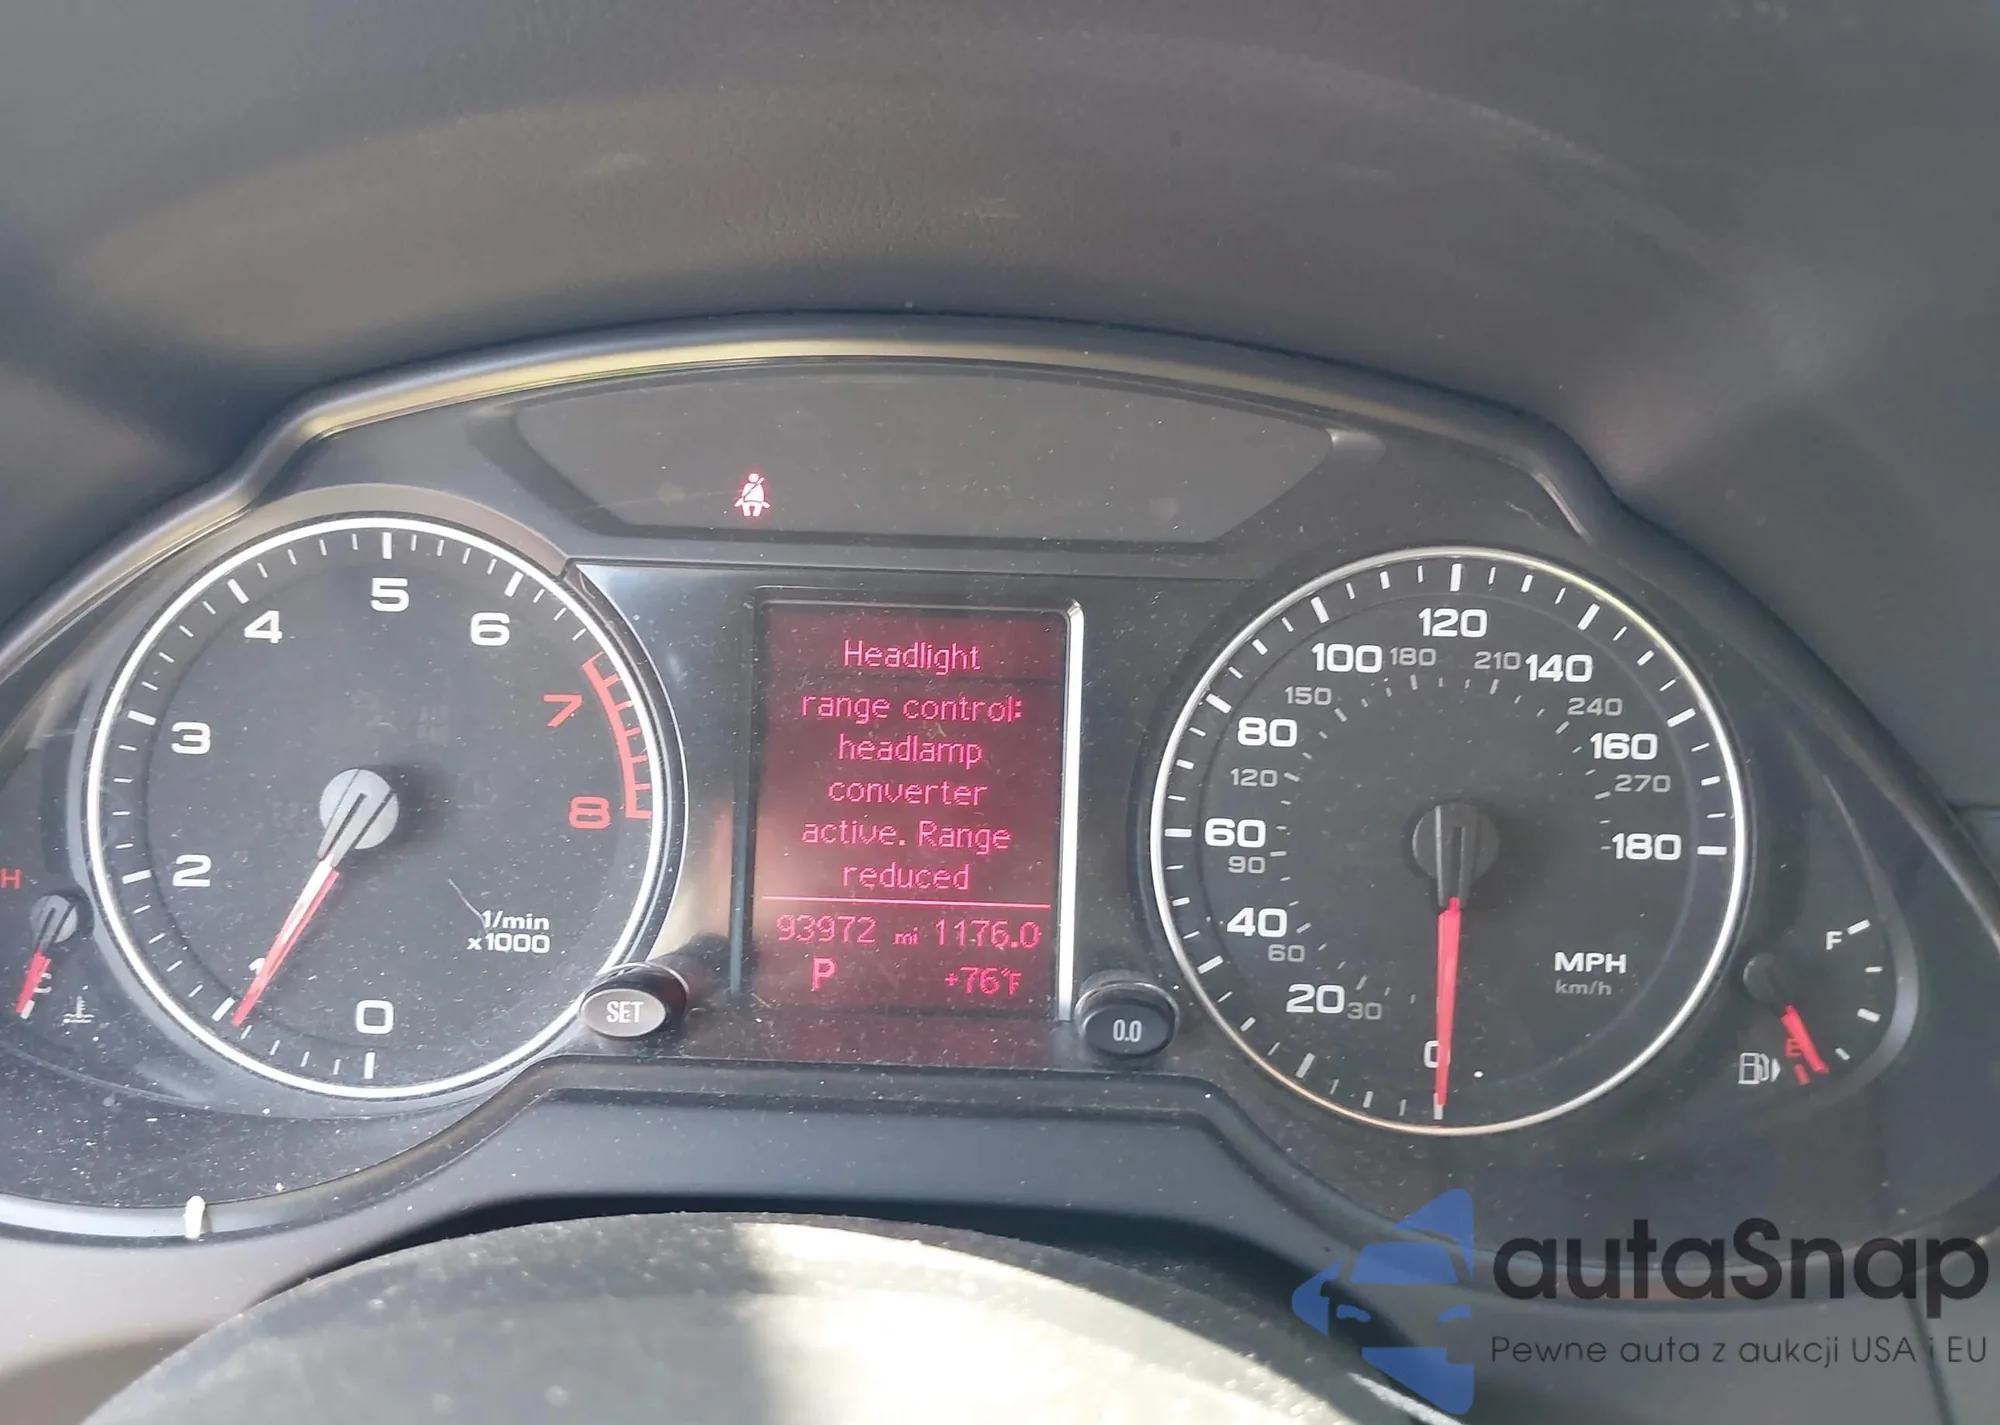 5
4
6
3
7
2
8
1/min
x1000
1
0
H
C
SET
Headlight
range control:
headlamp
converter
active. Range
reduced
93972 mi 1176.0
P +76°F
0.0
120
100 180 210 140
150 240
80 160
120 270
60 180
90
40
60
MPH
km/h
20 30
0
F
E
autaSnap
Pewne auta z aukcji USA i EU